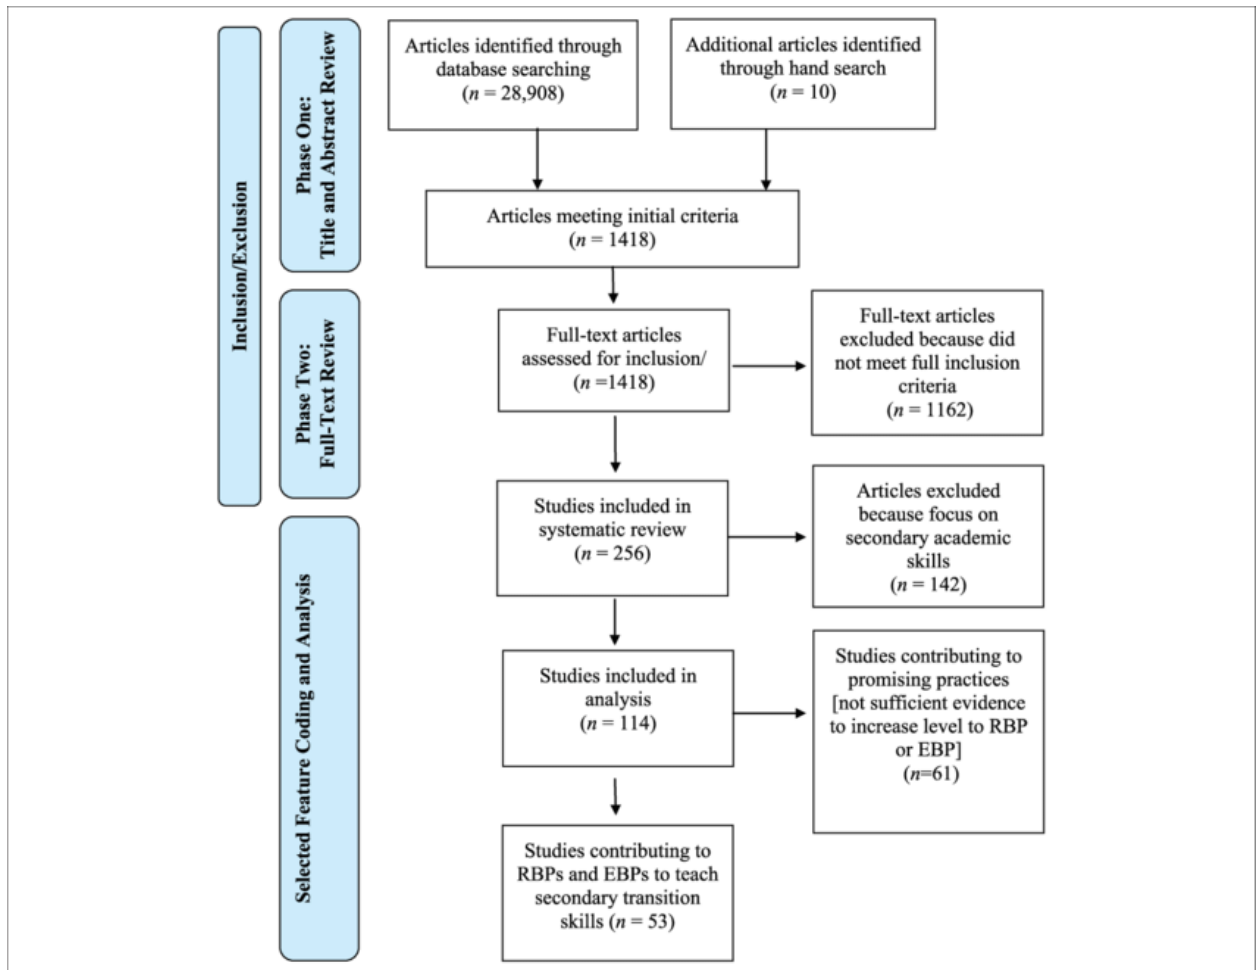 Inclusion/Exclusion
Phase One:
Title and Abstract Review
Articles identified through
database searching
(n = 28,908)
Additional articles identified
through hand search
(n = 10)
Articles meeting initial criteria
(n = 1418)
Phase Two:
Full-Text Review
Full-text articles
assessed for inclusion/
(n =1418)
Full-text articles
excluded because did
not meet full inclusion
criteria
(n = 1162)
Selected Feature Coding and Analysis
Studies included in
systematic review
(n = 256)
Articles excluded
because focus on
secondary academic
skills
(n = 142)
Studies included in
analysis
(n = 114)
Studies contributing to
promising practices
[not sufficient evidence
to increase level to RBP
or EBP]
(n=61)
Studies contributing to
RBPs and EBPs to teach
secondary transition
skills (n = 53)